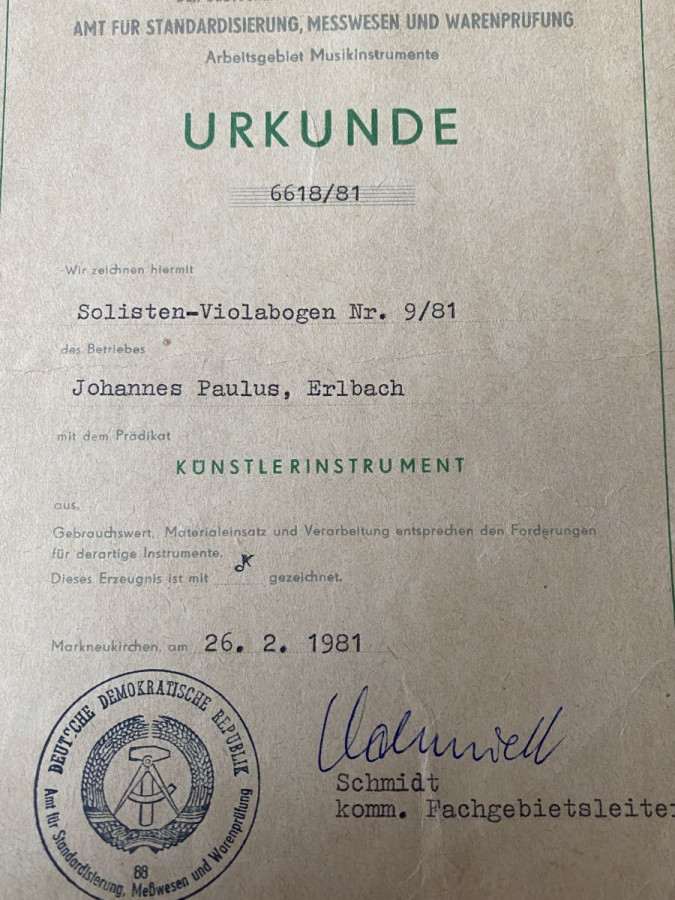 AMT FÜR STANDARDISIERUNG, MESSWESEN UND WARENPRÜFUNG
Arbeitsgebiet Musikinstrumente
URKUNDE
6618/81
Wir zeichnen hiermit
Solisten-Violabogen Nr. 9/81
des Betriebes
Johannes Paulus, Erlbach
mit dem Prädikat
KÜNSTLERINSTRUMENT
aus.
Gebrauchswert, Materialeinsatz und Verarbeitung entsprechen den Forderungen
für derartige Instrumente.
Dieses Erzeugnis ist mit K gezeichnet.
Markneukirchen, am 26. 2. 1981
DEUTSCHE DEMOKRATISCHE REPUBLIK
Amt für Standardisierung, Meßwesen und Warenprüfung
88
Schmidt
komm. Fachgebietsleiter